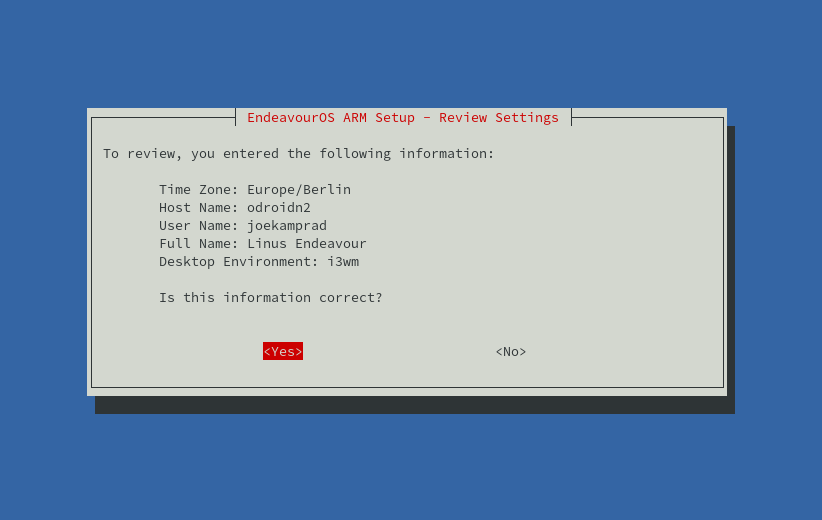 EndeavourOS ARM Setup - Review Settings
To review, you entered the following information:
Time Zone: Europe/Berlin
Host Name: odroidn2
User Name: joekamprad
Full Name: Linus Endeavour
Desktop Environment: i3wm
Is this information correct?
<Yes> <No>